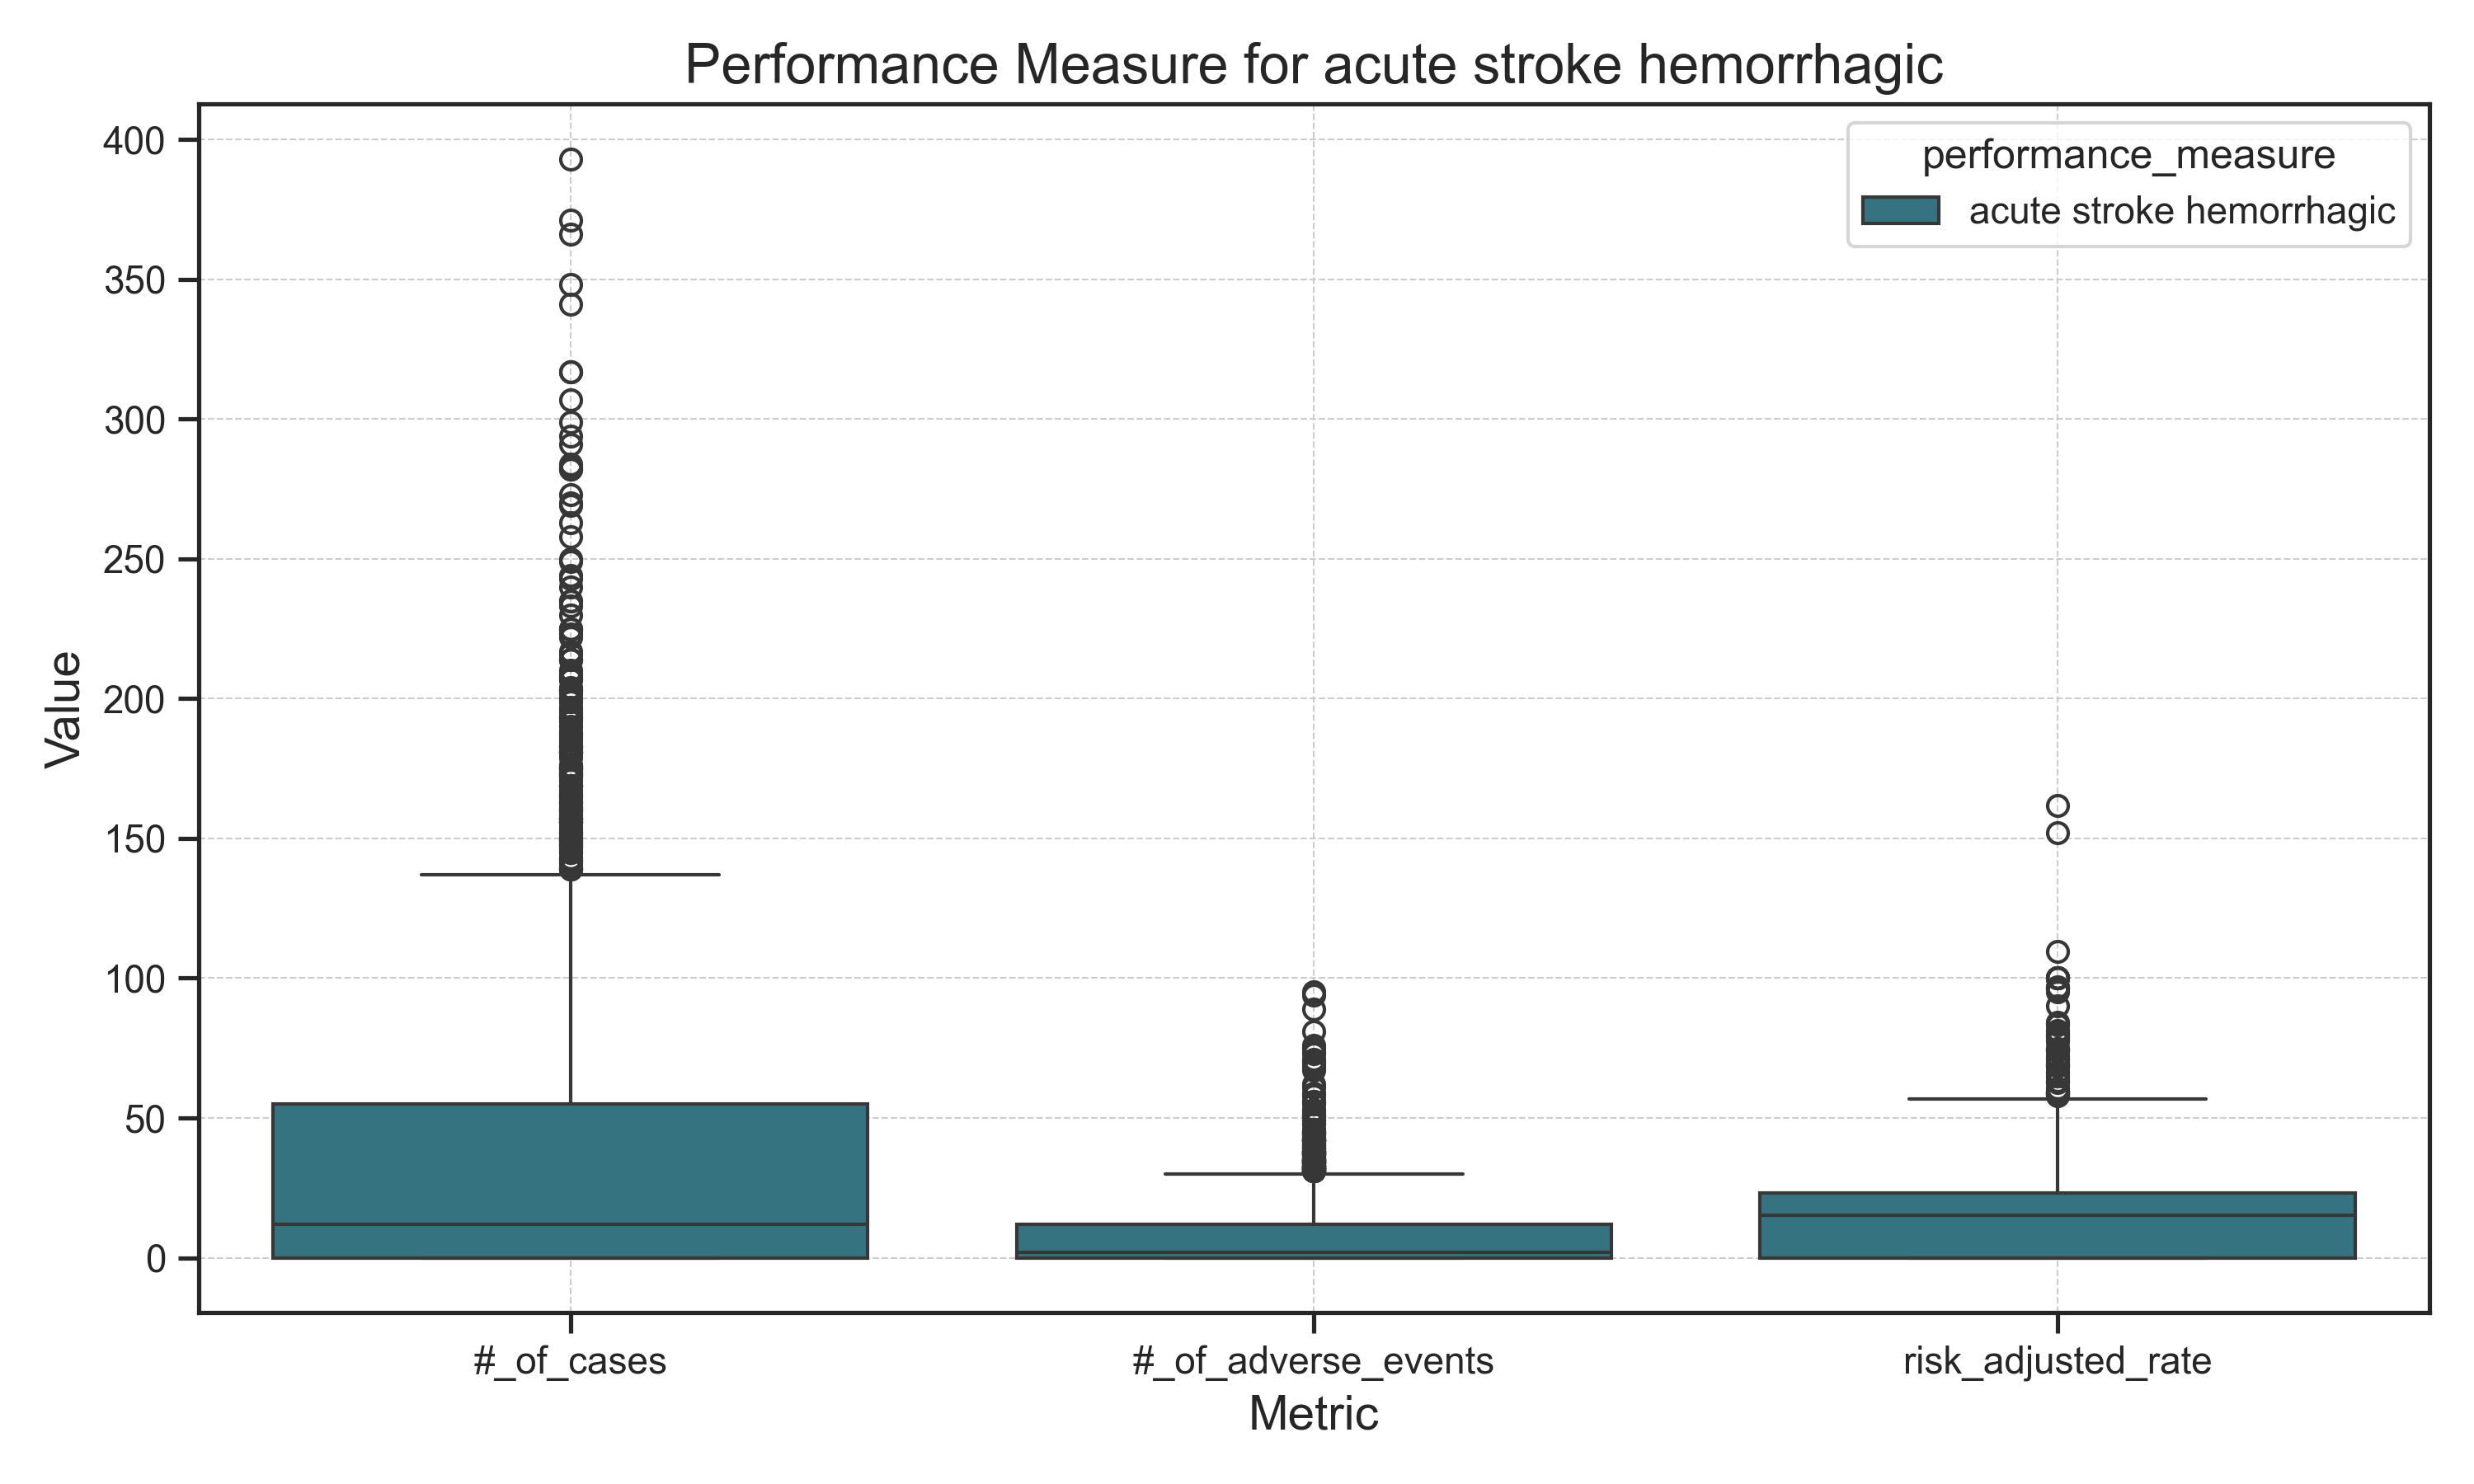 Performance Measure for acute stroke hemorrhagic
performance_measure
acute stroke hemorrhagic
Value
400
350
300
250
200
150
100
50
0
#_of_cases
#_of_adverse_events
risk_adjusted_rate
Metric